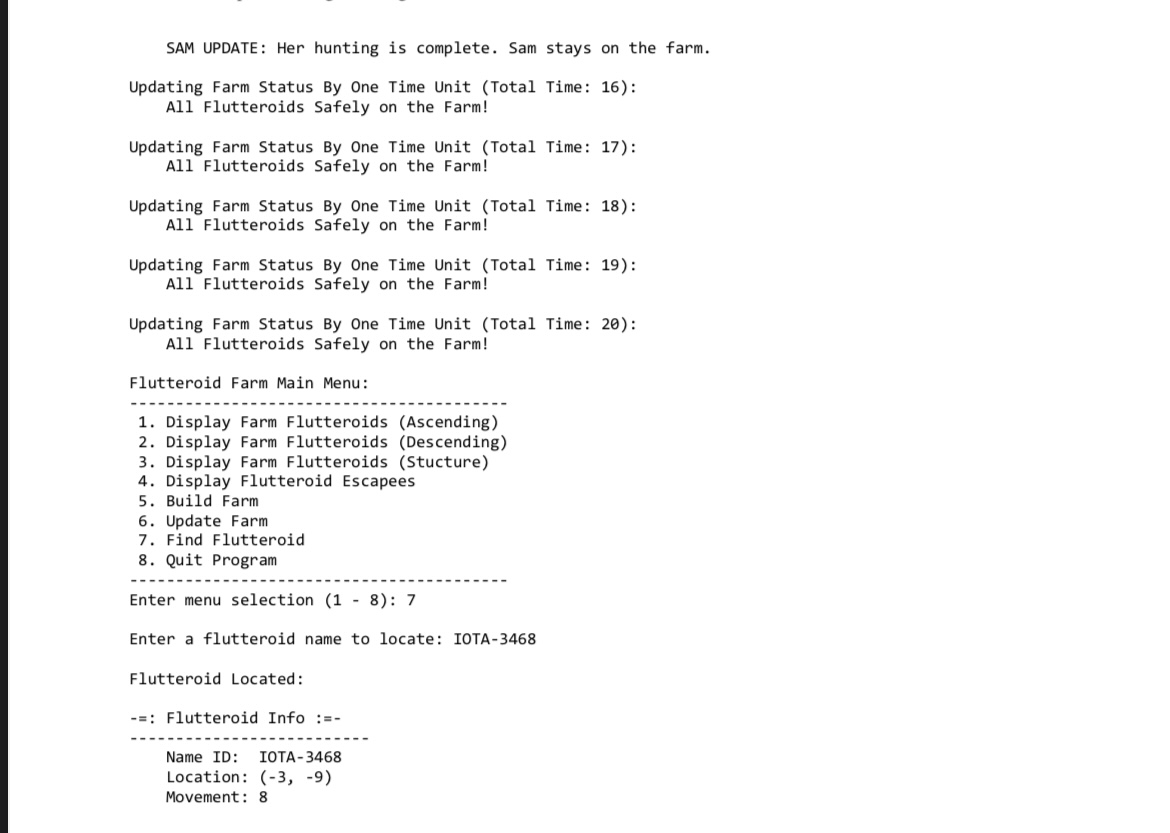 SAM UPDATE: Her hunting is complete. Sam stays on the farm.
Updating Farm Status By One Time Unit (Total Time: 16):
All Flutteroids Safely on the Farm!
Updating Farm Status By One Time Unit (Total Time: 17):
All Flutteroids Safely on the Farm!
Updating Farm Status By One Time Unit (Total Time: 18):
All Flutteroids Safely on the Farm!
Updating Farm Status By One Time Unit (Total Time: 19):
All Flutteroids Safely on the Farm!
Updating Farm Status By One Time Unit (Total Time: 20):
All Flutteroids Safely on the Farm!
Flutteroid Farm Main Menu:
-----------------------------------------
1. Display Farm Flutteroids (Ascending)
2. Display Farm Flutteroids (Descending)
3. Display Farm Flutteroids (Stucture)
4. Display Flutteroid Escapees
5. Build Farm
6. Update Farm
7. Find Flutteroid
8. Quit Program
-----------------------------------------
Enter menu selection (1 - 8): 7
Enter a flutteroid name to locate: IOTA-3468
Flutteroid Located:
-=: Flutteroid Info :=-
--------------------------
Name ID:  IOTA-3468
Location: (-3, -9)
Movement: 8